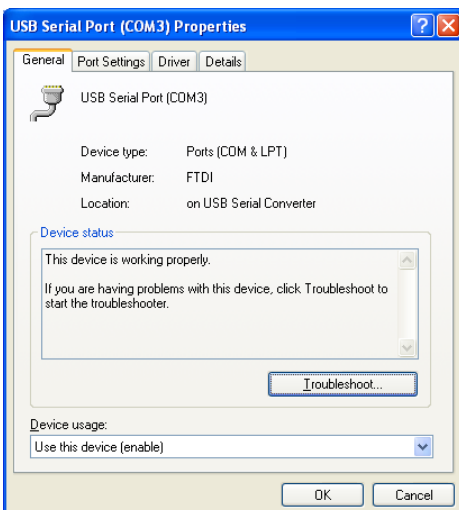 USB Serial Port (COM3) Properties
General Port Settings Driver Details
USB Serial Port (COM3)
Device type: Ports (COM & LPT)
Manufacturer: FTDI
Location: on USB Serial Converter
Device status
This device is working properly.
If you are having problems with this device, click Troubleshoot to
start the troubleshooter.
Troubleshoot...
Device usage:
Use this device (enable)
OK Cancel